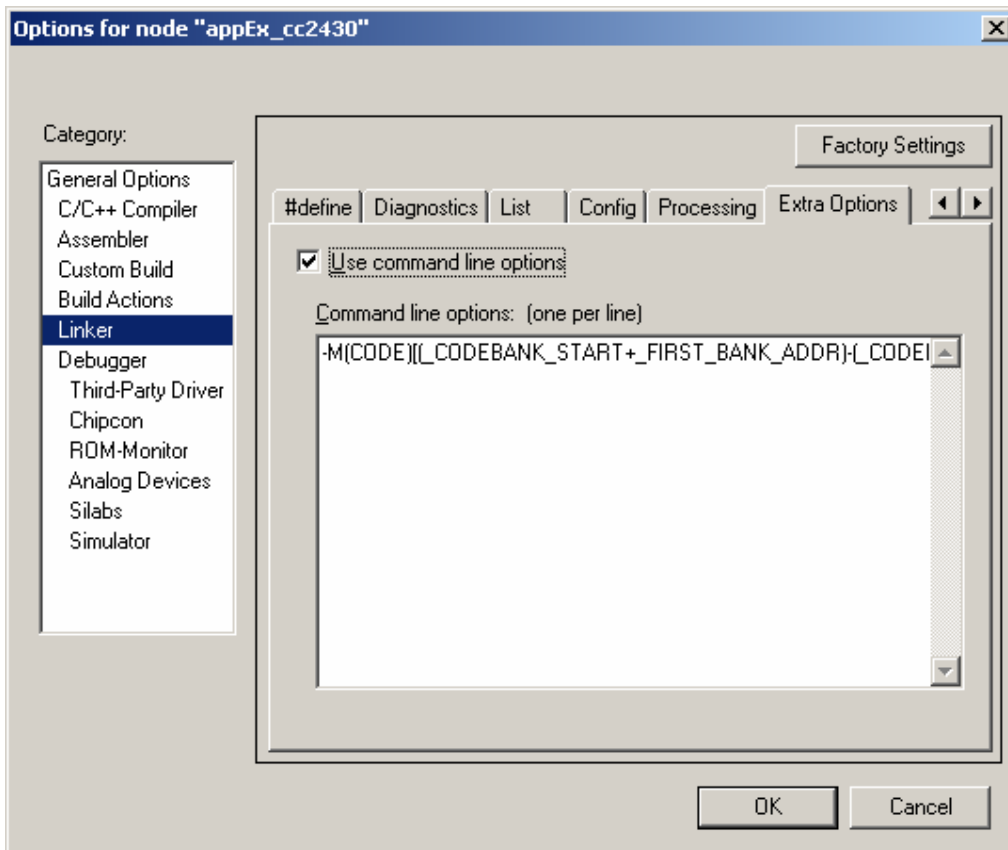 Options for node "appEx_cc2430"
Category:
General Options
C/C++ Compiler
Assembler
Custom Build
Build Actions
Linker
Debugger
Third-Party Driver
Chipcon
ROM-Monitor
Analog Devices
Silabs
Simulator
Factory Settings
#define Diagnostics List Config Processing Extra Options
Use command line options
Command line options: (one per line)
-M(CODE)[(_CODEBANK_START+_FIRST_BANK_ADDR)-(_CODE
OK Cancel